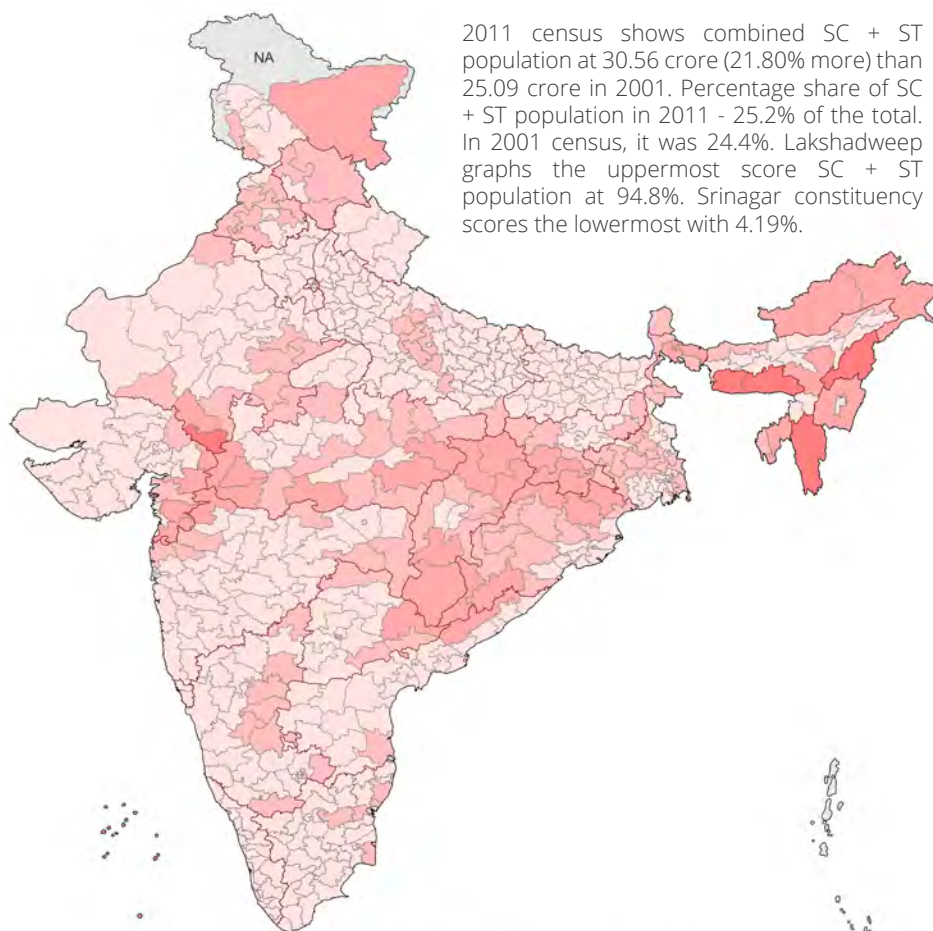 2011 census shows combined SC + ST
population at 30.56 crore (21.80% more) than
25.09 crore in 2001. Percentage share of SC
+ ST population in 2011 - 25.2% of the total.
In 2001 census, it was 24.4%. Lakshadweep
graphs the uppermost score SC + ST
population at 94.8%. Srinagar constituency
scores the lowermost with 4.19%.
NA